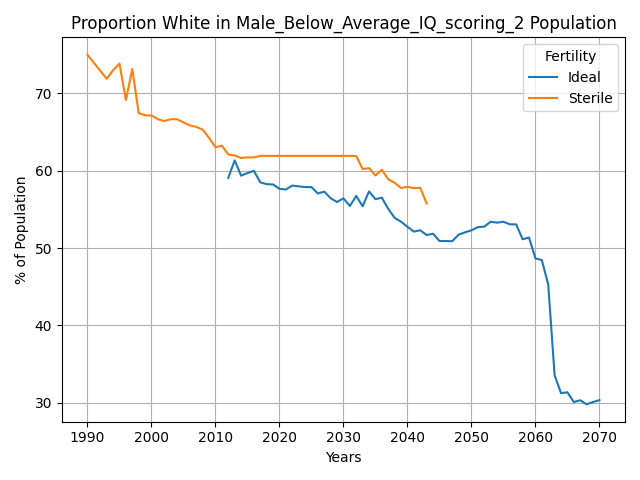 Proportion White in Male_Below_Average_IQ_scoring_2 Population
Fertility
Ideal
Sterile
% of Population
70
60
50
40
30
1990 2000 2010 2020 2030 2040 2050 2060 2070
Years